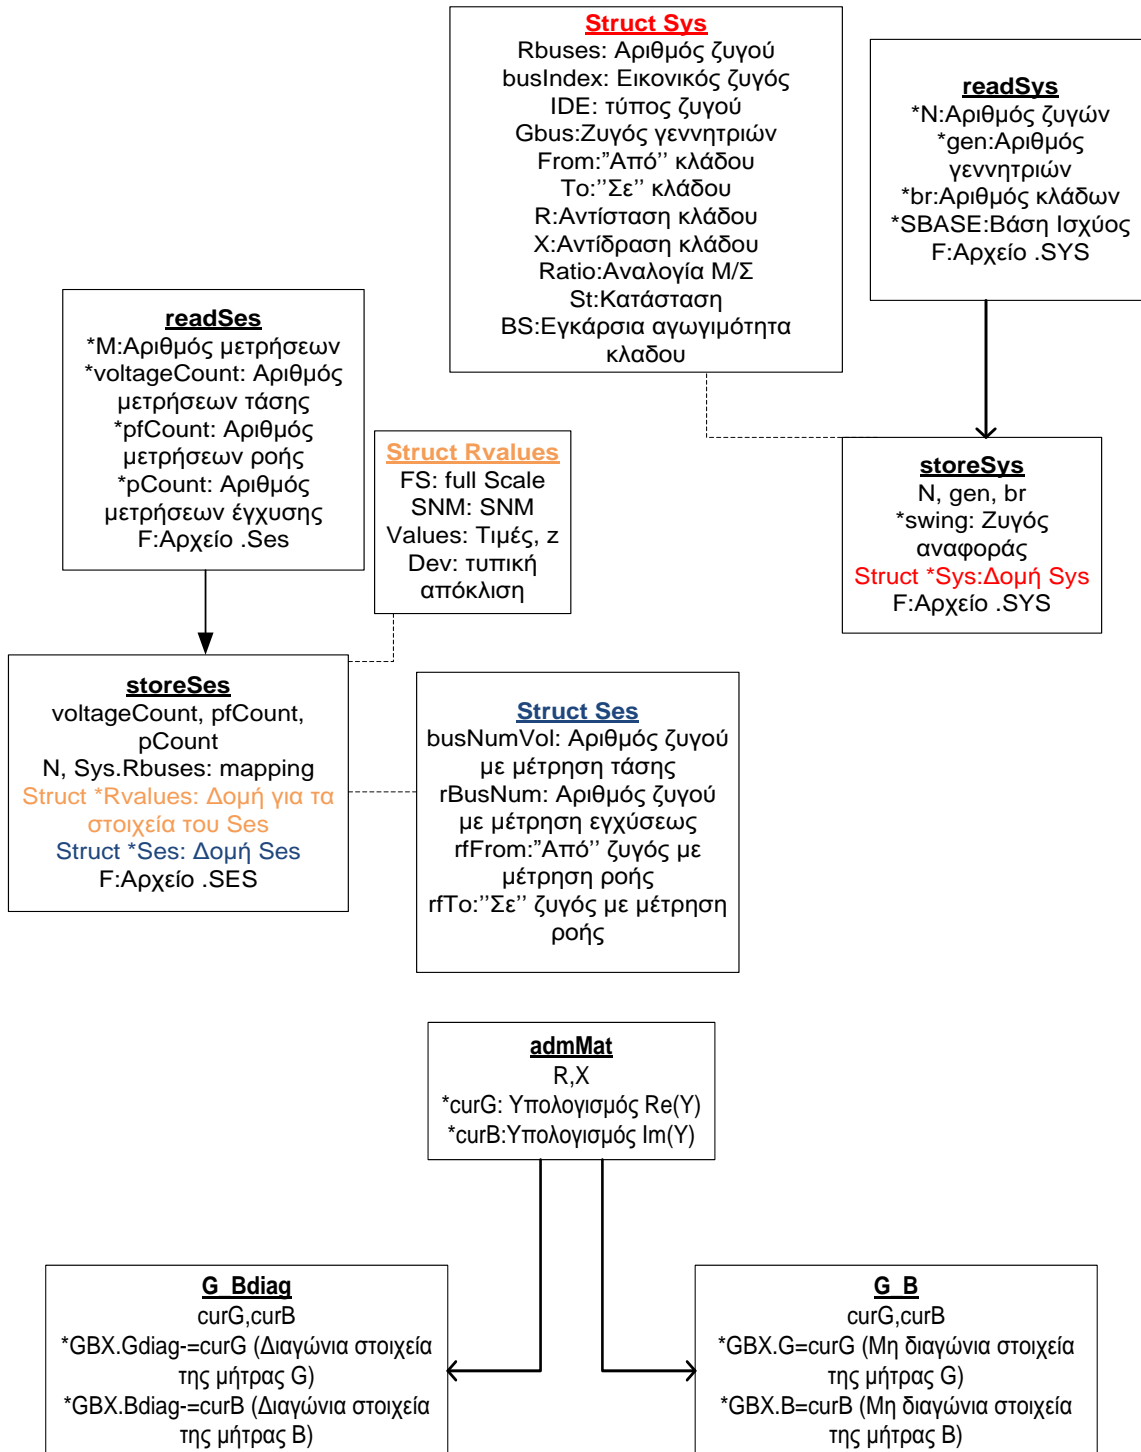 Struct Sys
Rbuses: Αριθμός ζυγού
busIndex: Εικονικός ζυγός
IDE: τύπος ζυγού
Gbus:Ζυγός γεννητριών
From:”Από’’ κλάδου
To:’’Σε’’ κλάδου
R:Αντίσταση κλάδου
X:Αντίδραση κλάδου
Ratio:Αναλογία Μ/Σ
St:Κατάσταση
BS:Εγκάρσια αγωγιμότητα
κλαδου
readSys
*N:Αριθμός ζυγών
*gen:Αριθμός
γεννητριών
*br:Αριθμός κλάδων
*SBASE:Βάση Ισχύος
F:Αρχείο .SYS
readSes
*M:Αριθμός μετρήσεων
*voltageCount: Αριθμός
μετρήσεων τάσης
*pfCount: Αριθμός
μετρήσεων ροής
*pCount: Αριθμός
μετρήσεων έγχυσης
F:Αρχείο .Ses
Struct Rvalues
FS: full Scale
SNM: SNM
Values: Τιμές, z
Dev: τυπική
απόκλιση
storeSys
N, gen, br
*swing: Ζυγός
αναφοράς
Struct *Sys:Δομή Sys
F:Αρχείο .SYS
storeSes
voltageCount, pfCount,
pCount
N, Sys.Rbuses: mapping
Struct *Rvalues: Δομή για τα
στοιχεία του Ses
Struct *Ses: Δομή Ses
F:Αρχείο .SES
Struct Ses
busNumVol: Αριθμός ζυγού
με μέτρηση τάσης
rBusNum: Αριθμός ζυγού
με μέτρηση εγχύσεως
rfFrom:”Από’’ ζυγός με
μέτρηση ροής
rfTo:’’Σε’’ ζυγός με μέτρηση
ροής
admMat
R,X
*curG: Υπολογισμός Re(Y)
*curB:Υπολογισμός Im(Y)
G_Bdiag
curG,curB
*GBX.Gdiag-=curG (Διαγώνια στοιχεία
της μήτρας G)
*GBX.Bdiag-=curB (Διαγώνια στοιχεία
της μήτρας B)
G_B
curG,curB
*GBX.G=curG (Μη διαγώνια στοιχεία
της μήτρας G)
*GBX.B=curB (Μη διαγώνια στοιχεία
της μήτρας B)